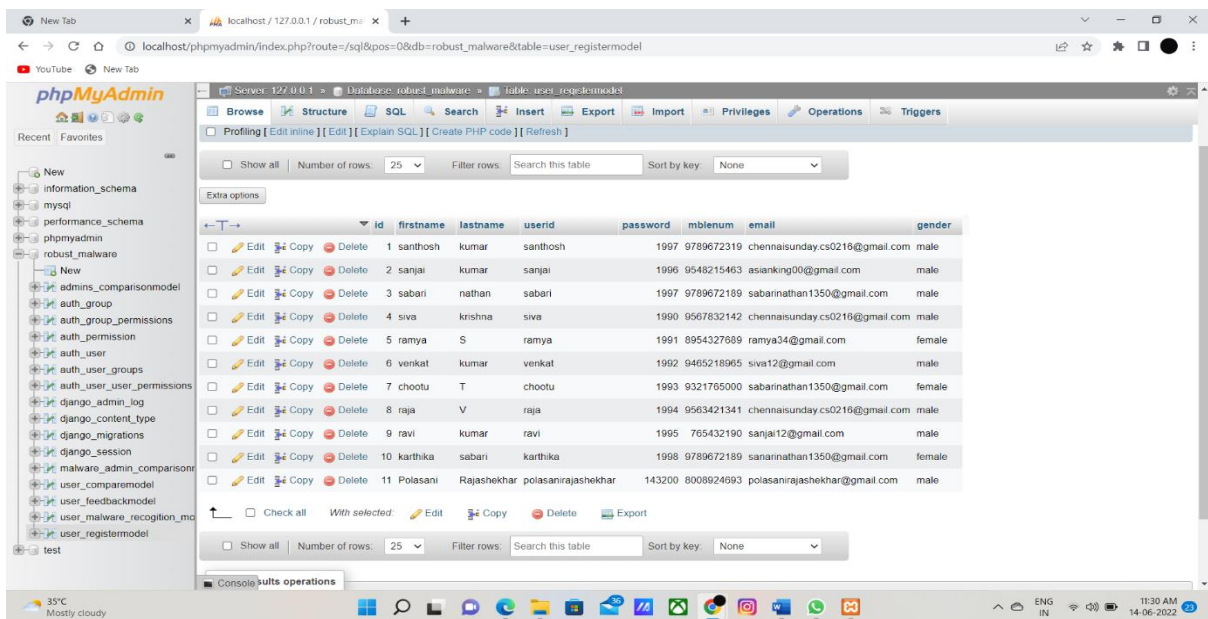 New Tab
localhost / 127.0.0.1 / robust_ma
localhost/phpmyadmin/index.php?route=/sql&pos=0&db=robust_malware&table=user_registermodel
YouTube New Tab
phpMyAdmin
Recent Favorites
New
information_schema
mysql
performance_schema
phpmyadmin
robust_malware
New
admins_comparisonmodel
auth_group
auth_group_permissions
auth_permission
auth_user
auth_user_groups
auth_user_user_permissions
django_admin_log
django_content_type
django_migrations
django_session
malware_admin_comparisonr
user_comparemodel
user_feedbackmodel
user_malware_recogition_mo
user_registermodel
test
Server: 127.0.0.1 » Database: robust_malware » Table: user_registermodel
Browse Structure SQL Search Insert Export Import Privileges Operations Triggers
Profiling [ Edit inline ] [ Edit ] [ Explain SQL ] [ Create PHP code ] [ Refresh ]
Show all Number of rows: 25 Filter rows: Search this table Sort by key: None
Extra options
id firstname lastname userid password mblenum email gender
Edit Copy Delete 1 santhosh kumar santhosh 1997 9789672319 chennaisunday.cs0216@gmail.com male
Edit Copy Delete 2 sanjai kumar sanjai 1996 9548215463 asianking00@gmail.com male
Edit Copy Delete 3 sabari nathan sabari 1997 9789672189 sabarinathan1350@gmail.com male
Edit Copy Delete 4 siva krishna siva 1990 9567832142 chennaisunday.cs0216@gmail.com male
Edit Copy Delete 5 ramya S ramya 1991 8954327689 ramya34@gmail.com female
Edit Copy Delete 6 venkat kumar venkat 1992 9465218965 siva12@gmail.com male
Edit Copy Delete 7 chootu T chootu 1993 9321765000 sabarinathan1350@gmail.com female
Edit Copy Delete 8 raja V raja 1994 9563421341 chennaisunday.cs0216@gmail.com male
Edit Copy Delete 9 ravi kumar ravi 1995 765432190 sanjai12@gmail.com male
Edit Copy Delete 10 karthika sabari karthika 1998 9789672189 sanarinathan1350@gmail.com female
Edit Copy Delete 11 Polasani Rajashekhar polasanirajashekhar 143200 8008924693 polasanirajashekhar@gmail.com male
Check all With selected: Edit Copy Delete Export
Show all Number of rows: 25 Filter rows: Search this table Sort by key: None
Console sults operations
35°C
Mostly cloudy
36
ENG
IN
11:30 AM
14-06-2022
23